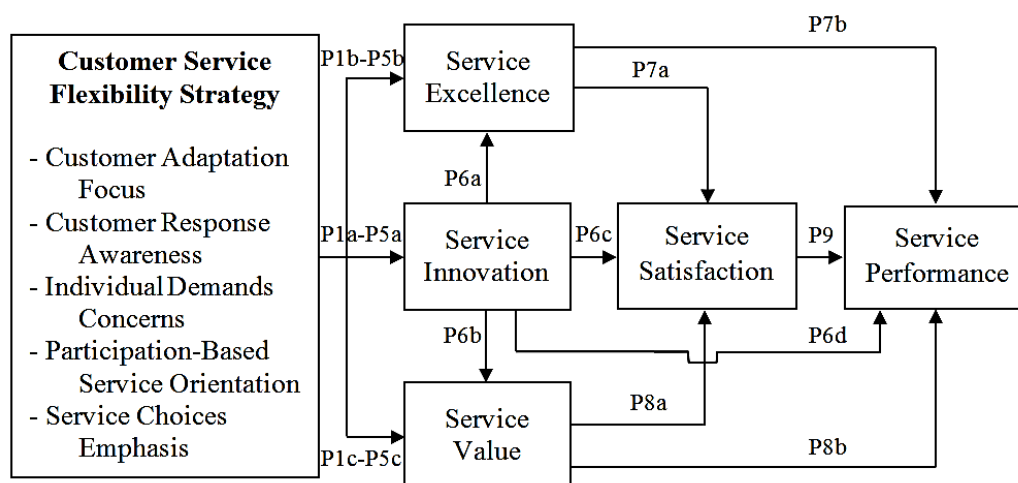 Customer Service
Flexibility Strategy
- Customer Adaptation
Focus
- Customer Response
Awareness
- Individual Demands
Concerns
- Participation-Based
Service Orientation
- Service Choices
Emphasis
P1b-P5b
P1a-P5a
P1c-P5c
Service
Excellence
P6a
Service
Innovation
P6b
Service
Value
P7b
P7a
P6c
Service
Satisfaction
P9
Service
Performance
P6d
P8a
P8b